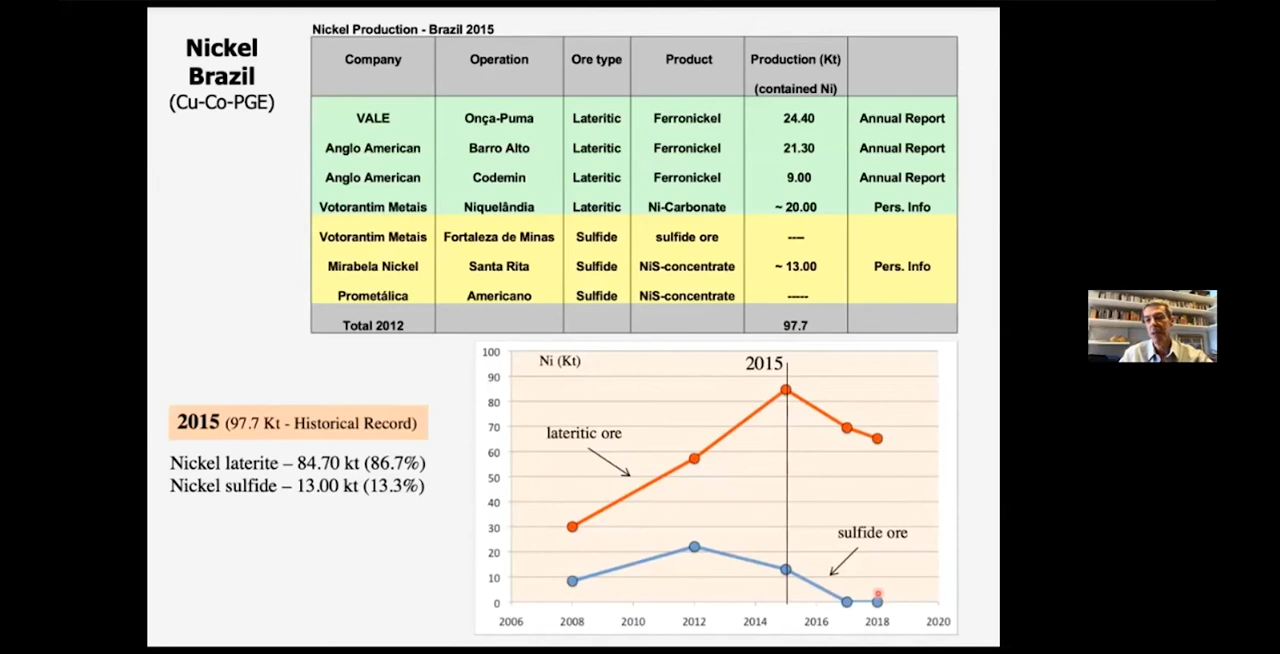 Nickel
Brazil
(Cu-Co-PGE)
Nickel Production - Brazil 2015
Company Operation Ore type Product Production (Kt)
(contained Ni)
VALE Onça-Puma Lateritic Ferronickel 24.40 Annual Report
Anglo American Barro Alto Lateritic Ferronickel 21.30 Annual Report
Anglo American Codemin Lateritic Ferronickel 9.00 Annual Report
Votorantim Metais Niquelândia Lateritic Ni-Carbonate ~ 20.00 Pers. Info
Votorantim Metais Fortaleza de Minas Sulfide sulfide ore ----
Mirabela Nickel Santa Rita Sulfide NiS-concentrate ~ 13.00 Pers. Info
Prometálica Americano Sulfide NiS-concentrate -----
Total 2012 97.7
2015 (97.7 Kt - Historical Record)
Nickel laterite – 84.70 kt (86.7%)
Nickel sulfide – 13.00 kt (13.3%)
Ni (Kt)
2015
lateritic ore
sulfide ore
100
90
80
70
60
50
40
30
20
10
0
2006 2008 2010 2012 2014 2016 2018 2020